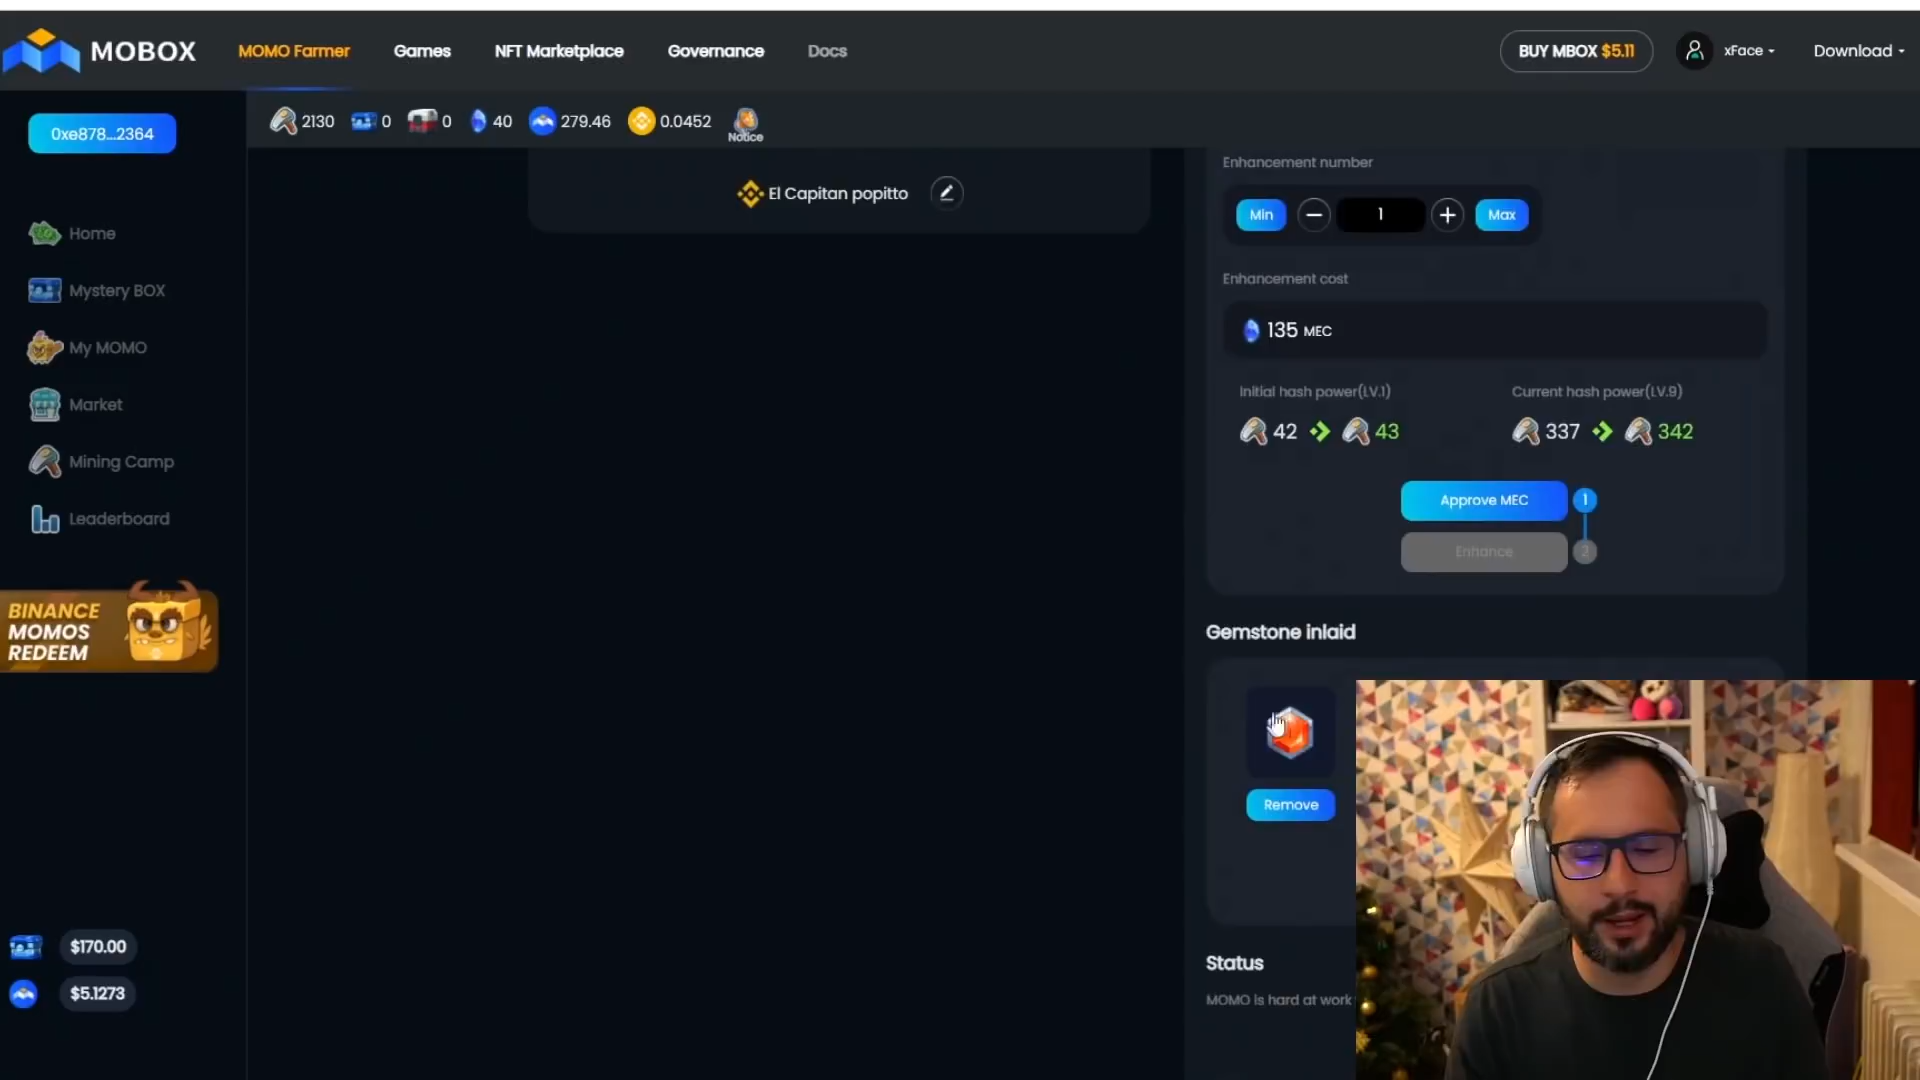 MOBOX
MOMO Farmer
Games
NFT Marketplace
Governance
Docs
BUY MBOX $5.11
xFace
Download
0xe878...2364
2130
0
0
40
279.46
0.0452
Notice
Home
Mystery BOX
My MOMO
Market
Mining Camp
Leaderboard
BINANCE
MOMOS
REDEEM
$170.00
$5.1273
El Capitan popitto
Enhancement number
Min
1
Max
Enhancement cost
135 MEC
Initial hash power(LV.1)
42
43
Current hash power(LV.9)
337
342
Approve MEC
1
Enhance
2
Gemstone inlaid
Remove
Status
MOMO is hard at work